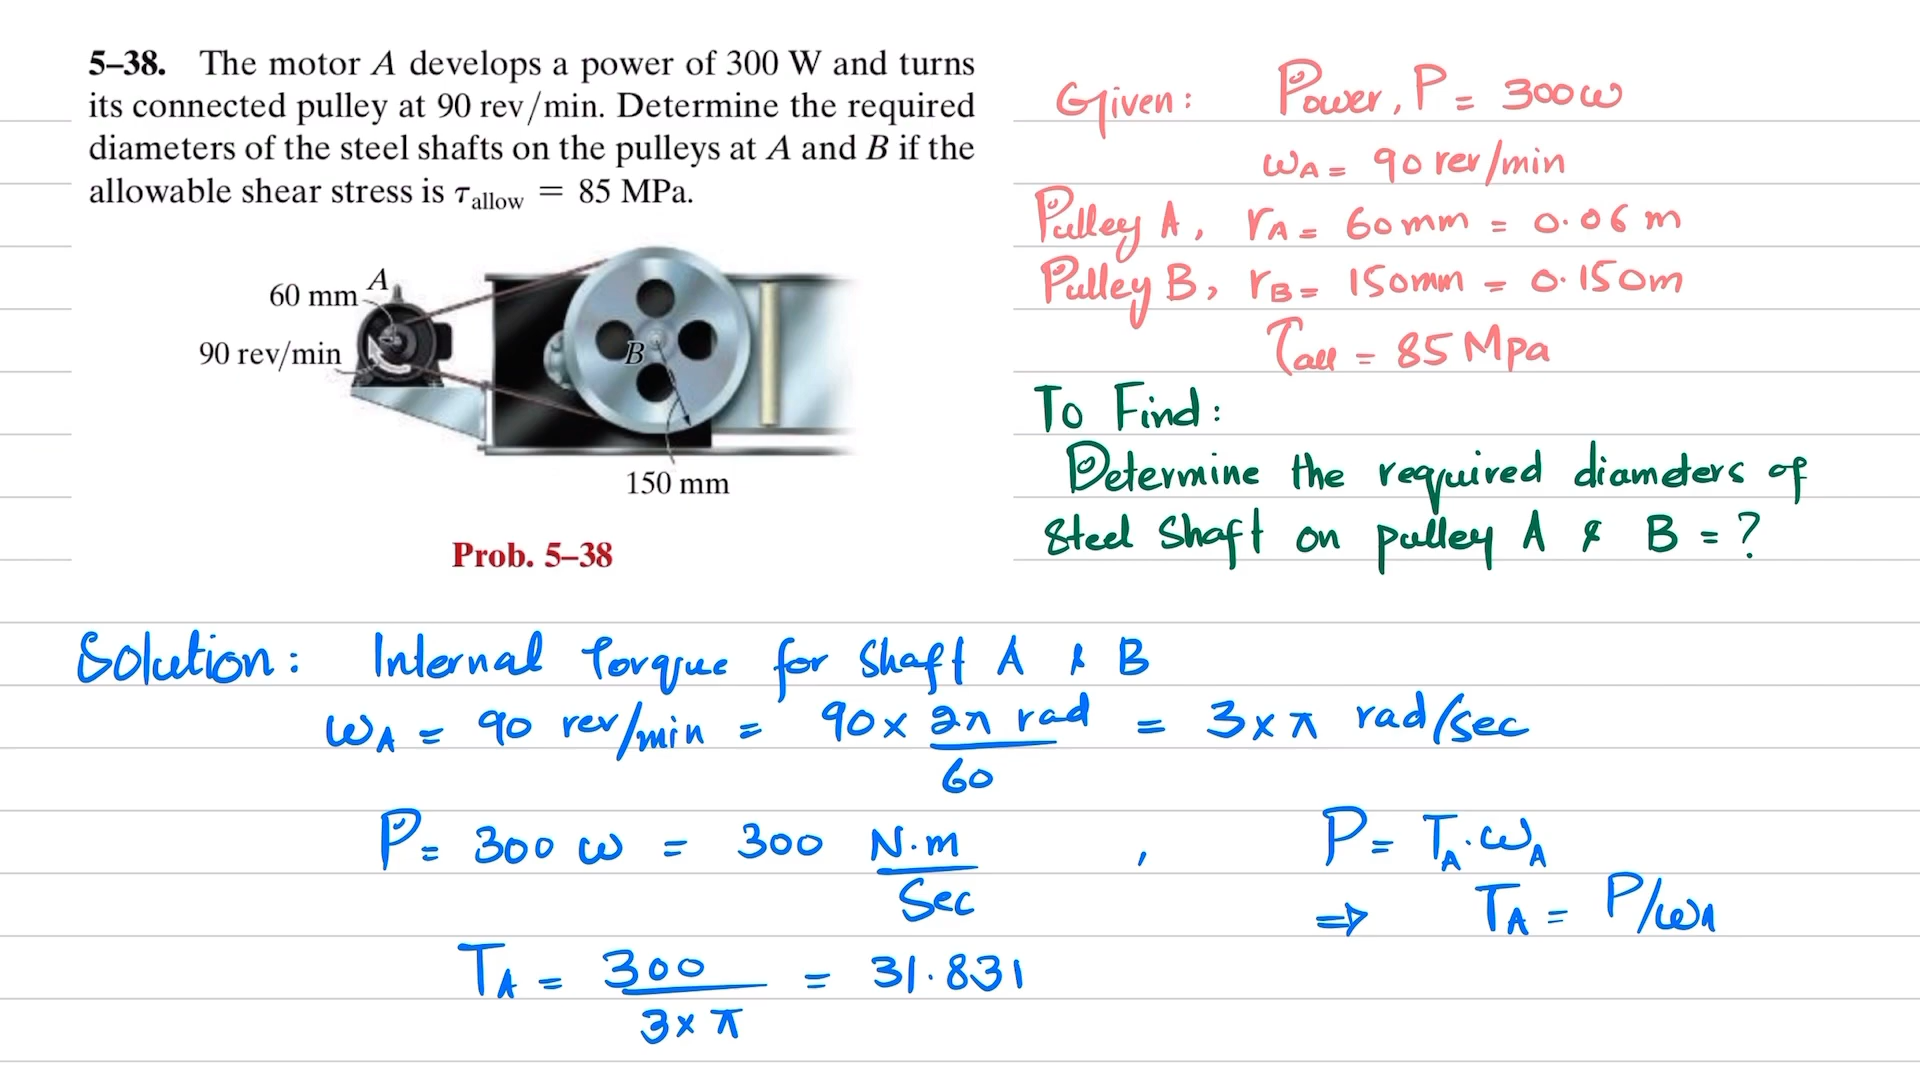 5–38. The motor A develops a power of 300 W and turns
its connected pulley at 90 rev/min. Determine the required
diameters of the steel shafts on the pulleys at A and B if the
allowable shear stress is τallow = 85 MPa.
60 mm
A
90 rev/min
B
150 mm
Prob. 5–38
Given: Power, P = 300 w
ωA = 90 rev/min
Pulley A, rA = 60 mm = 0.06 m
Pulley B, rB = 150mm = 0.150m
τall = 85 Mpa
To Find:
Determine the required diameters of
Steel Shaft on pulley A & B = ?
Solution: Internal Torque for Shaft A & B
ωA = 90 rev/min = 90 × 2π rad / 60 = 3 × π rad/sec
P = 300 w = 300 N.m / Sec , P = TA . ωA
⇒ TA = P/ωA
TA = 300 / 3 × π = 31.831